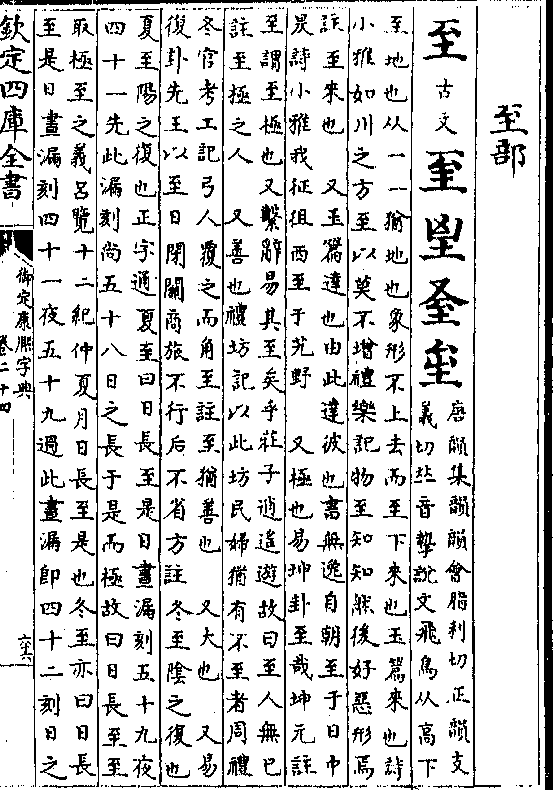 至部
至 古文 𦤳𡉀𦤵𡊏 唐韻集韻韻會脂利切正韻支
義切𠀤音摯說文飛鳥从高下
至地也从一一猶地也象形不上去而至下來也玉篇來也詩
小雅如川之方至以莫不增禮樂記物至知知然後好惡形焉
註至來也 又玉篇達也由此達彼也書無逸自朝至于日中
昃詩小雅我征徂西至于艽野 又極也易坤卦至哉坤元註
至謂至極也又繫辭易其至矣乎莊子逍遙遊故曰至人無已
註至極之人 又善也禮坊記以此坊民婦猶有不至者周禮
冬官考工記弓人覆之而角至註至猶善也 又大也 又易
復卦先王以至日閉關商旅不行后不省方註冬至陰之復也
夏至陽之復也正字通夏至曰日長至是日晝漏刻五十九夜
四十一先此漏刻尚五十八日之長于是而極故曰日長至至
取極至之義呂覽十二紀仲夏月日長至是也冬至亦曰日長
至是日晝漏刻四十一夜五十九過此晝漏即四十二刻日之
欽定四庫全書
御定康熙字典
卷二十四